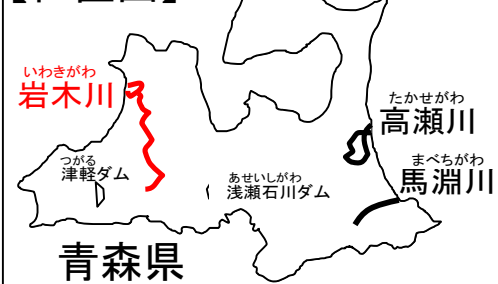 いわきがわ
岩木川
たかせがわ
高瀬川
つがる
津軽ダム
あせいしがわ
浅瀬石川ダム
まべちがわ
馬淵川
青森県